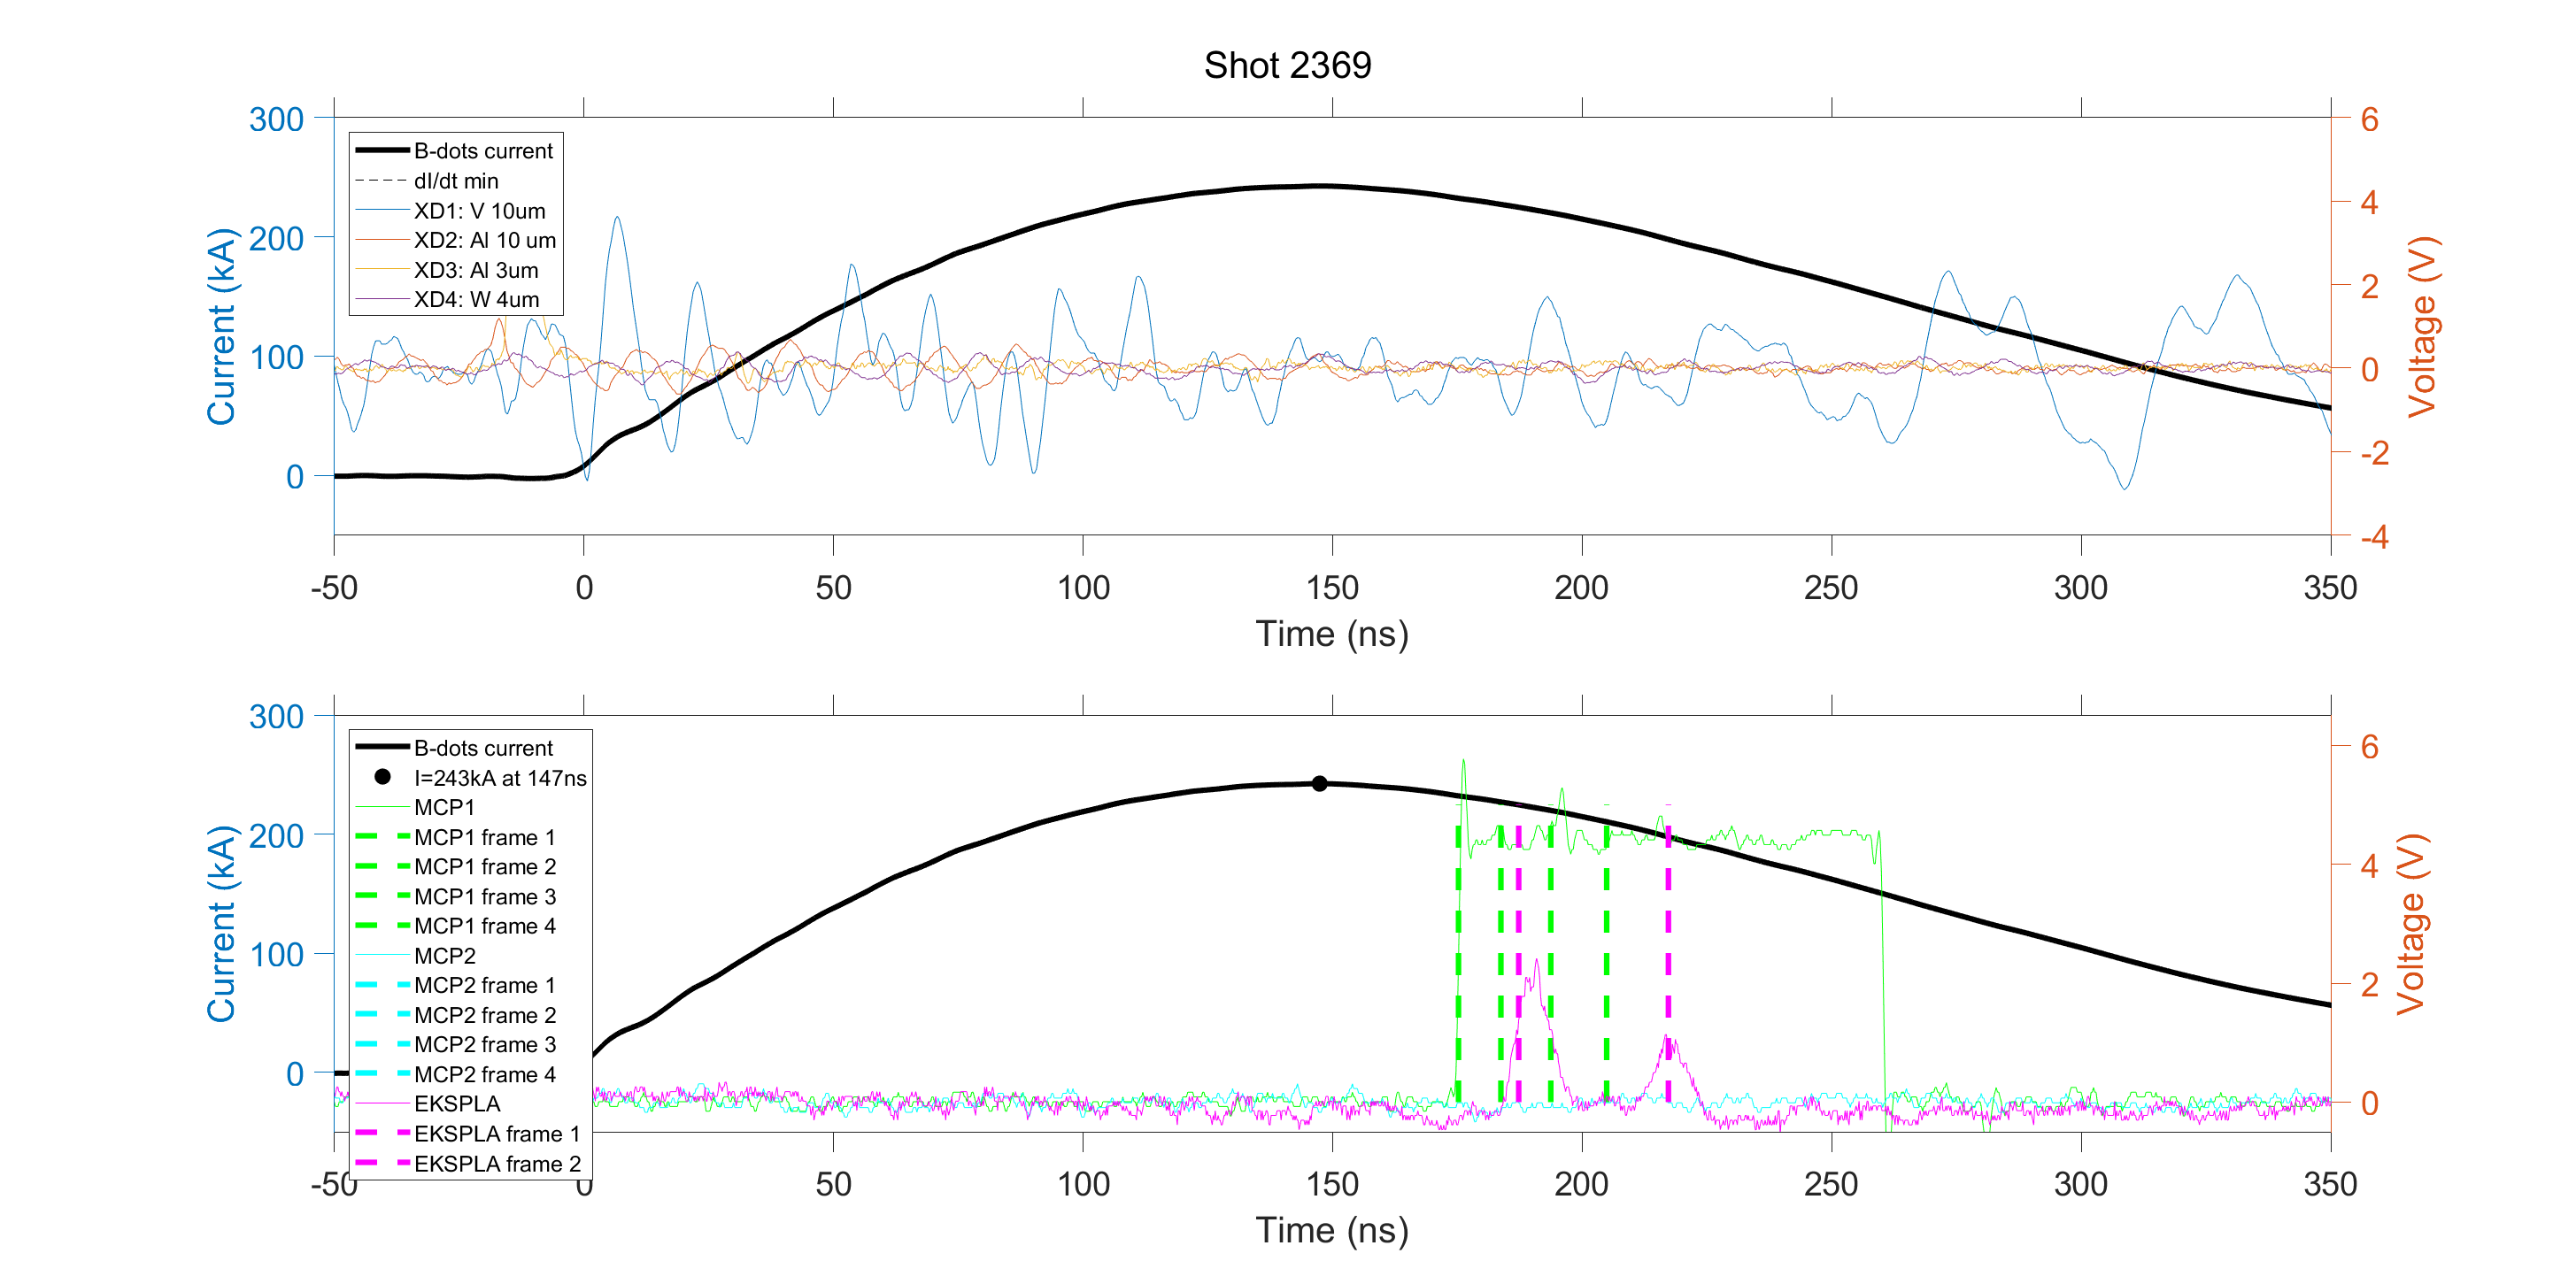 Shot 2369
300
200
100
0
Current (kA)
B-dots current
dI/dt min
XD1: V 10um
XD2: Al 10 um
XD3: Al 3um
XD4: W 4um
6
4
2
0
-2
-4
Voltage (V)
-50 0 50 100 150 200 250 300 350
Time (ns)
300
200
100
0
Current (kA)
B-dots current
I=243kA at 147ns
MCP1
MCP1 frame 1
MCP1 frame 2
MCP1 frame 3
MCP1 frame 4
MCP2
MCP2 frame 1
MCP2 frame 2
MCP2 frame 3
MCP2 frame 4
EKSPLA
EKSPLA frame 1
EKSPLA frame 2
6
4
2
0
Voltage (V)
-50 0 50 100 150 200 250 300 350
Time (ns)